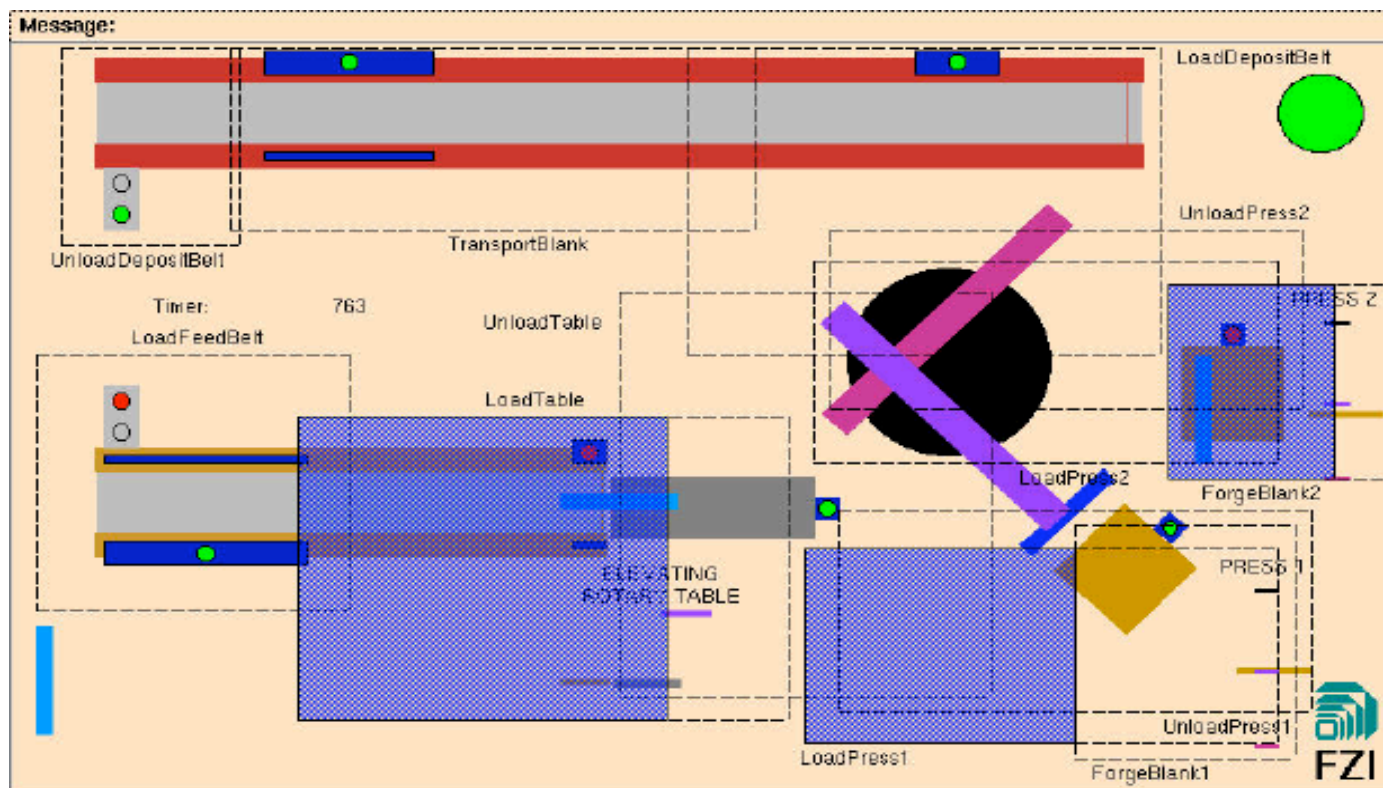 Message:
LoadDepositBelt
UnloadPress2
TransportBlank
UnloadDepositBelt
Timer: 763
PRESS 2
UnloadTable
LoadFeedBelt
LoadTable
LoadPress2
ForgeBlank2
ELEVATING
ROTARY TABLE
PRESS 1
UnloadPress1
LoadPress1
ForgeBlank1
FZI